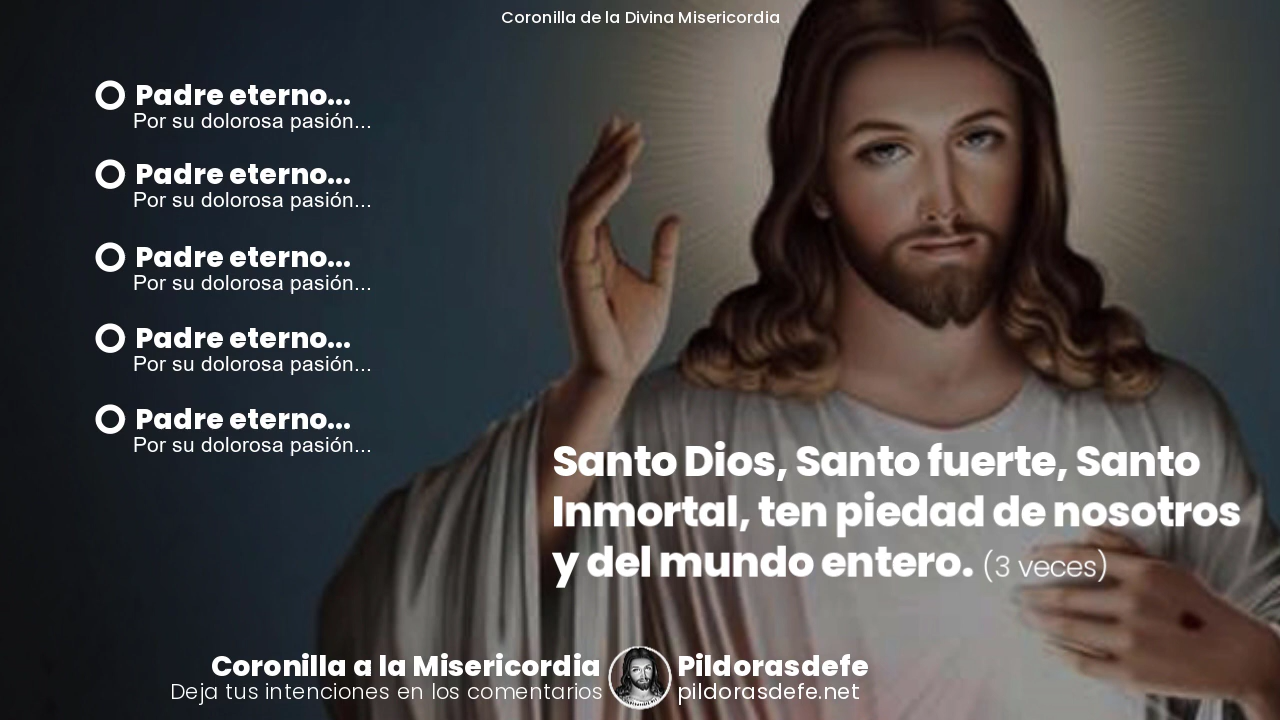 Coronilla de la Divina Misericordia
Padre eterno...
Por su dolorosa pasión...
Padre eterno...
Por su dolorosa pasión...
Padre eterno...
Por su dolorosa pasión...
Padre eterno...
Por su dolorosa pasión...
Padre eterno...
Por su dolorosa pasión...
Santo Dios, Santo fuerte, Santo
Inmortal, ten piedad de nosotros
y del mundo entero. (3 veces)
Coronilla a la Misericordia
Deja tus intenciones en los comentarios
Pildorasdefe
pildorasdefe.net